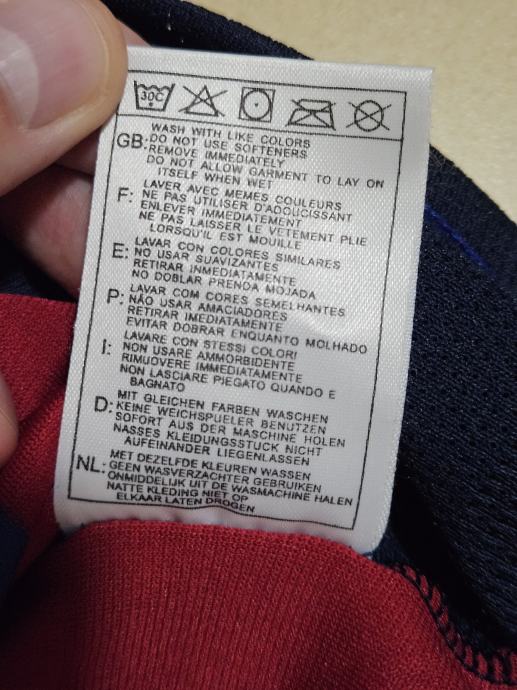 30C
GB: WASH WITH LIKE COLORS
DO NOT USE SOFTENERS
REMOVE IMMEDIATELY
DO NOT ALLOW GARMENT TO LAY ON
ITSELF WHEN WET
F: LAVER AVEC MEMES COULEURS
NE PAS UTILISER D'ADOUCISSANT
ENLEVER IMMEDIATEMENT
NE PAS LAISSER LE VETEMENT PLIE
LORSQU'IL EST MOUILLE
E: LAVAR CON COLORES SIMILARES
NO USAR SUAVIZANTES
RETIRAR INMEDIATAMENTE
NO DOBLAR PRENDA MOJADA
P: LAVAR COM CORES SEMELHANTES
NÃO USAR AMACIADORES
RETIRAR IMEDIATAMENTE
EVITAR DOBRAR ENQUANTO MOLHADO
I: LAVARE CON STESSI COLORI
NON USARE AMMORBIDENTE
RIMUOVERE IMMEDIATAMENTE
NON LASCIARE PIEGATO QUANDO E
BAGNATO
D: MIT GLEICHEN FARBEN WASCHEN
KEINE WEICHSPUELER BENUTZEN
SOFORT AUS DER MASCHINE HOLEN
NASSES KLEIDUNGSSTUCK NICHT
AUFEINANDER LIEGENLASSEN
NL: MET DEZELFDE KLEUREN WASSEN
GEEN WASVERZACHTER GEBRUIKEN
ONMIDDELIJK UIT DE WASMACHINE HALEN
NATTE KLEDING NIET OP
ELKAAR LATEN DROGEN